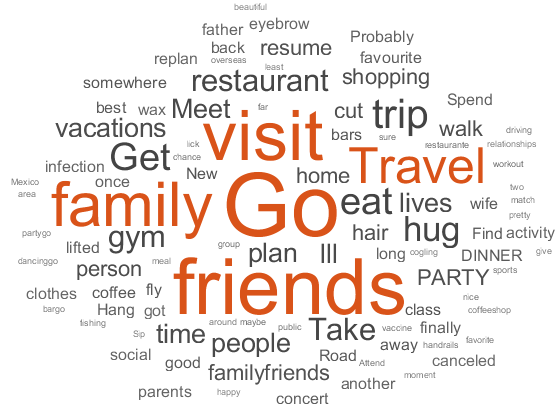 beautiful
father eyebrow
Probably
back resume
replan overseas favourite
least
somewhere restaurant shopping
best wax Meet far cut trip Spend
vacations visit bars sure walk driving
lick restaurante relationships
infection Get chance Travel workout
once New home
Mexico two
area family Go eat lives wife match
pretty
partygo gym hair hug Find activity
lifted group
dancinggo meal plan Ill long cogling DINNER give
person friends PARTY sports
clothes coffee fly nice
bargo Hang got class coffeeshop
fishing around maybe public Take vaccine finally
Sip time people away handrails favorite
social Road Attend canceled
good familyfriends moment
another
parents happy concert